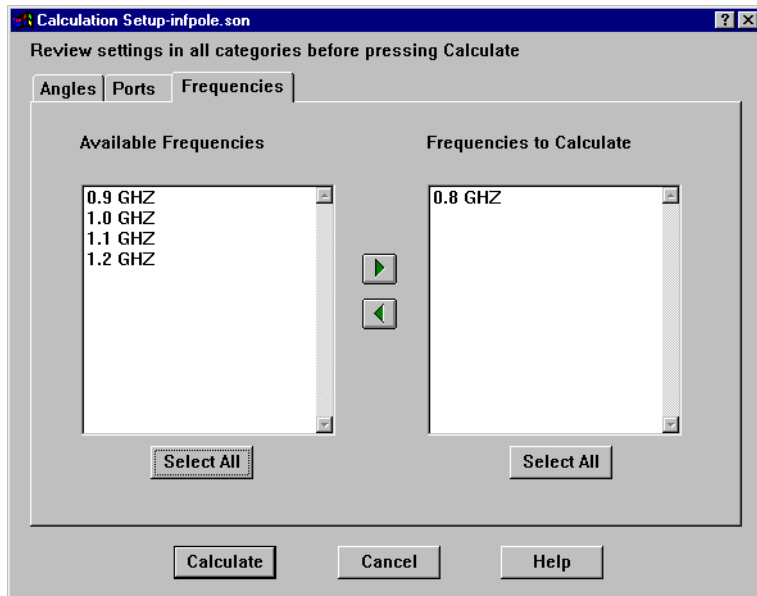 Calculation Setup-infpole.son
Review settings in all categories before pressing Calculate
Angles Ports Frequencies
Available Frequencies Frequencies to Calculate
0.9 GHZ 0.8 GHZ
1.0 GHZ
1.1 GHZ
1.2 GHZ
Select All Select All
Calculate Cancel Help